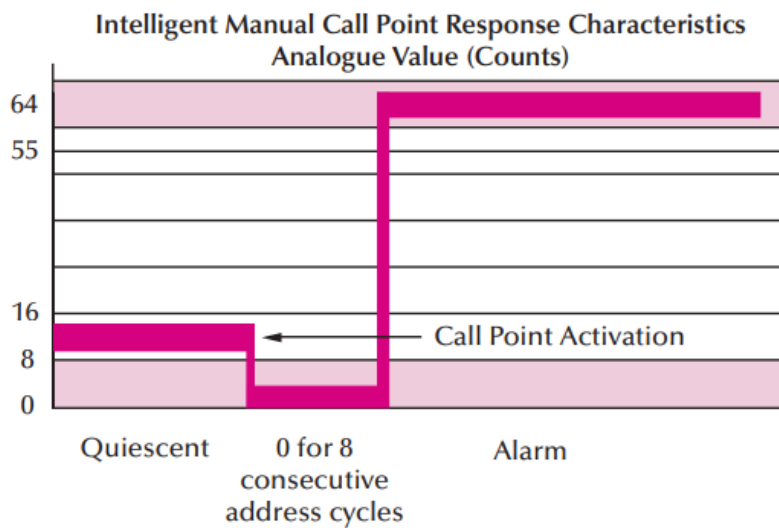 Intelligent Manual Call Point Response Characteristics
Analogue Value (Counts)
64
55
16
Call Point Activation
8
0
Quiescent
0 for 8
consecutive
address cycles
Alarm